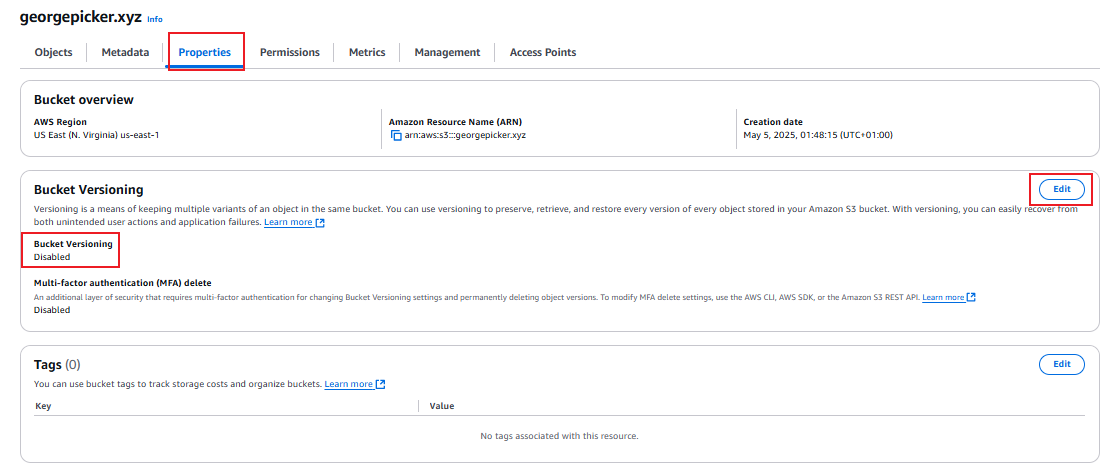 georgepicker.xyz Info
Objects Metadata Properties Permissions Metrics Management Access Points
Bucket overview
AWS Region
US East (N. Virginia) us-east-1
Amazon Resource Name (ARN)
arn:aws:s3:::georgepicker.xyz
Creation date
May 5, 2025, 01:48:15 (UTC+01:00)
Bucket Versioning
Edit
Versioning is a means of keeping multiple variants of an object in the same bucket. You can use versioning to preserve, retrieve, and restore every version of every object stored in your Amazon S3 bucket. With versioning, you can easily recover from
both unintended user actions and application failures. Learn more
Bucket Versioning
Disabled
Multi-factor authentication (MFA) delete
An additional layer of security that requires multi-factor authentication for changing Bucket Versioning settings and permanently deleting object versions. To modify MFA delete settings, use the AWS CLI, AWS SDK, or the Amazon S3 REST API. Learn more
Disabled
Tags (0)
Edit
You can use bucket tags to track storage costs and organize buckets. Learn more
Key Value
No tags associated with this resource.